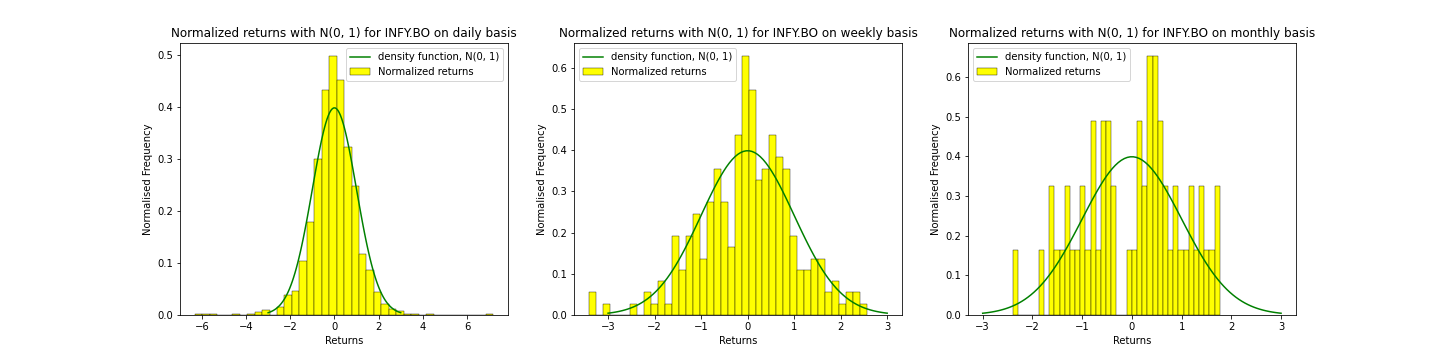 Normalized returns with N(0, 1) for INFY.BO on daily basis
density function, N(0, 1)
Normalized returns
0.5
0.4
0.3
0.2
0.1
0.0
Normalised Frequency
−6
−4
−2
0
2
4
6
Returns
Normalized returns with N(0, 1) for INFY.BO on weekly basis
density function, N(0, 1)
Normalized returns
0.6
0.5
0.4
0.3
0.2
0.1
0.0
Normalised Frequency
−3
−2
−1
0
1
2
3
Returns
Normalized returns with N(0, 1) for INFY.BO on monthly basis
density function, N(0, 1)
Normalized returns
0.6
0.5
0.4
0.3
0.2
0.1
0.0
Normalised Frequency
−3
−2
−1
0
1
2
3
Returns